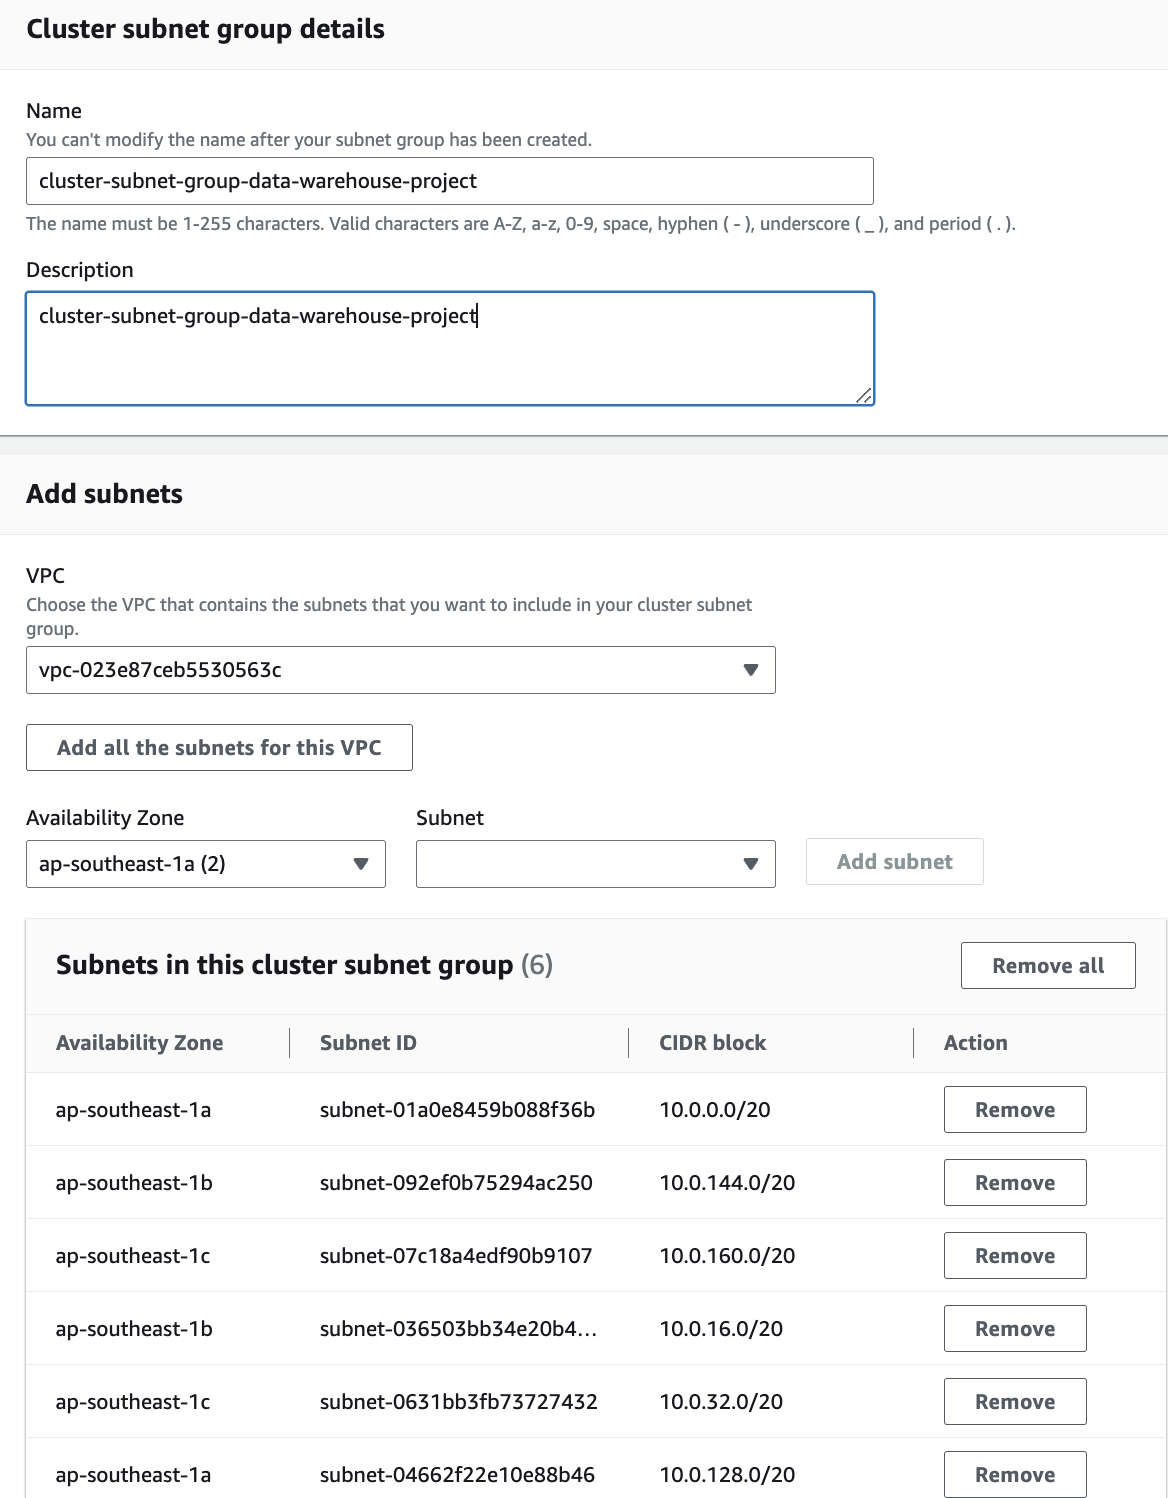 Cluster subnet group details
Name
You can't modify the name after your subnet group has been created.
cluster-subnet-group-data-warehouse-project
The name must be 1-255 characters. Valid characters are A-Z, a-z, 0-9, space, hyphen ( - ), underscore ( _ ), and period ( . ).
Description
cluster-subnet-group-data-warehouse-project
Add subnets
VPC
Choose the VPC that contains the subnets that you want to include in your cluster subnet
group.
vpc-023e87ceb5530563c
Add all the subnets for this VPC
Availability Zone Subnet
ap-southeast-1a (2) Add subnet
Subnets in this cluster subnet group (6) Remove all
Availability Zone Subnet ID CIDR block Action
ap-southeast-1a subnet-01a0e8459b088f36b 10.0.0.0/20 Remove
ap-southeast-1b subnet-092ef0b75294ac250 10.0.144.0/20 Remove
ap-southeast-1c subnet-07c18a4edf90b9107 10.0.160.0/20 Remove
ap-southeast-1b subnet-036503bb34e20b4... 10.0.16.0/20 Remove
ap-southeast-1c subnet-0631bb3fb73727432 10.0.32.0/20 Remove
ap-southeast-1a subnet-04662f22e10e88b46 10.0.128.0/20 Remove